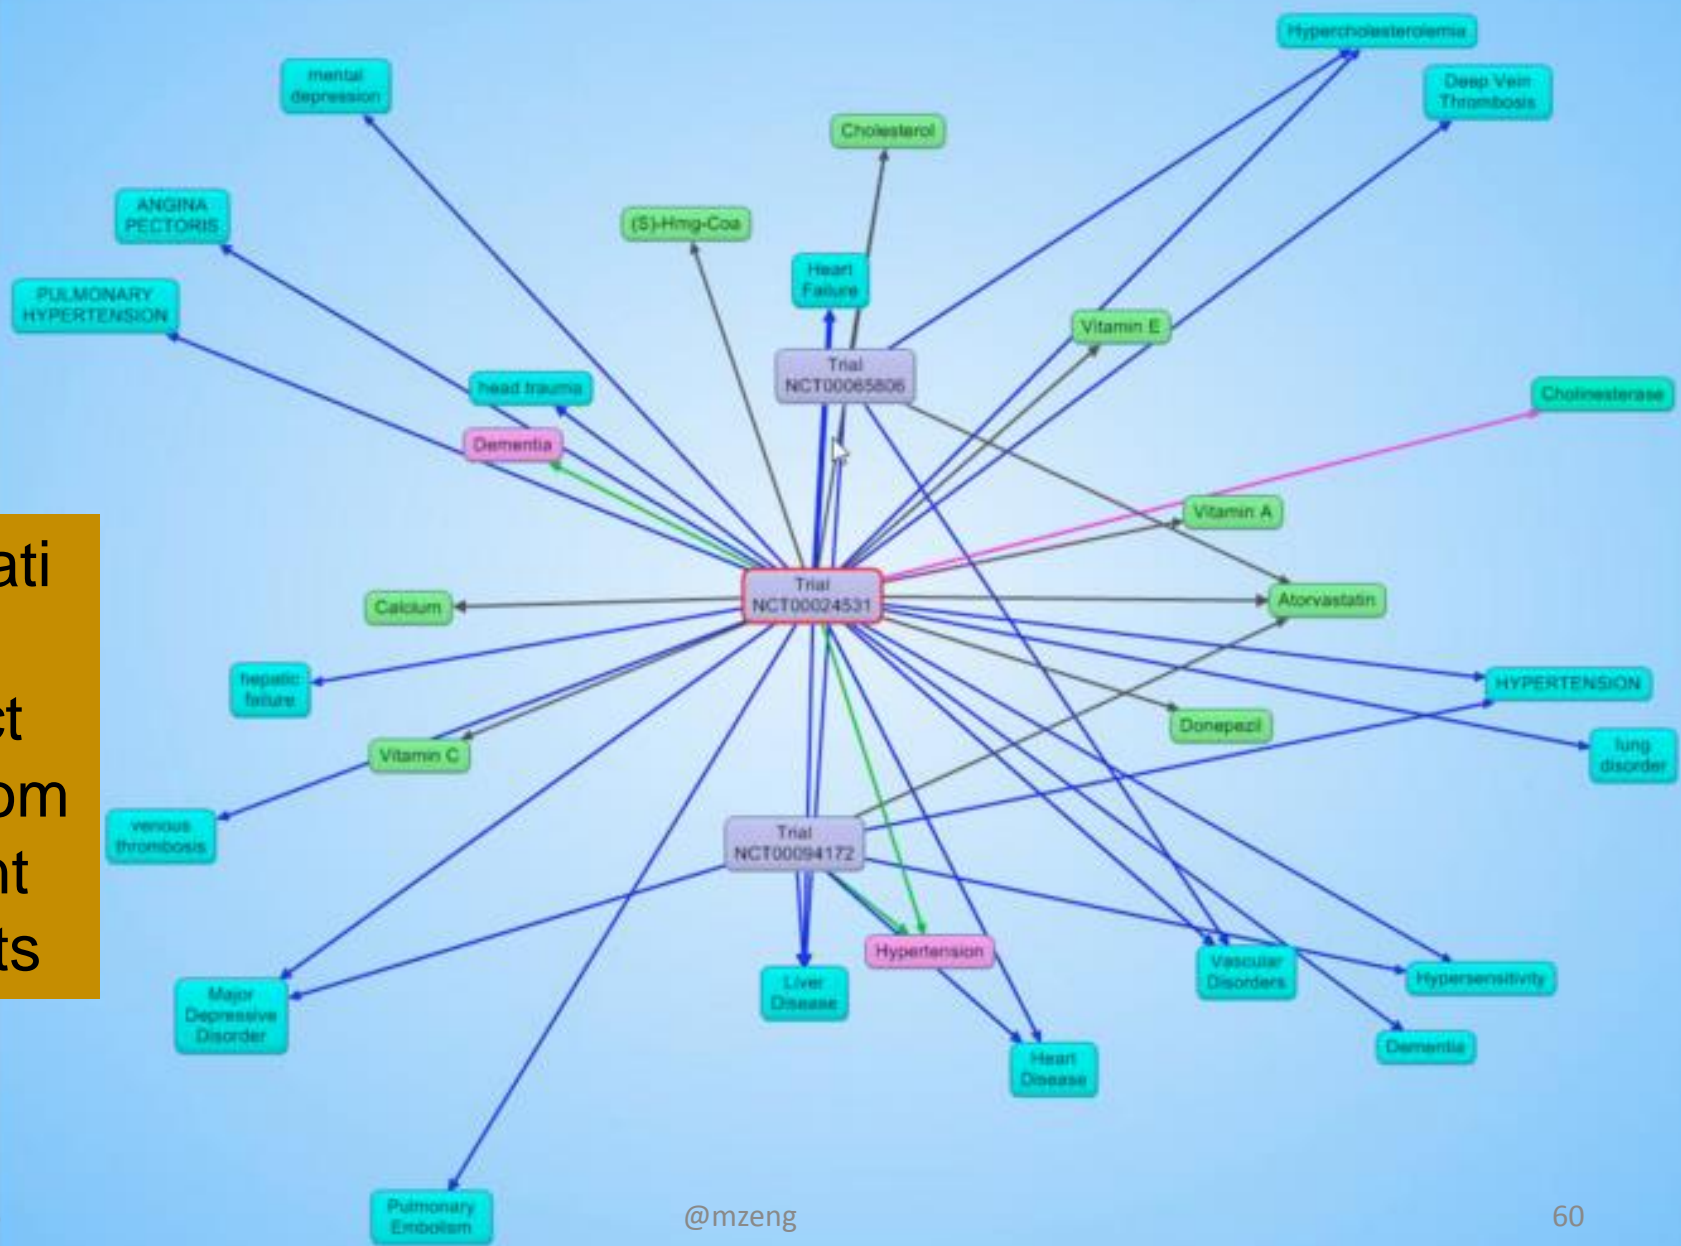 Hypercholesterolemia
mental
depression
Deep Vein
Thrombosis
Cholesterol
ANGINA
PECTORIS
(S)-Hmg-Coa
Heart
Failure
PULMONARY
HYPERTENSION
Vitamin E
Trial
NCT00065806
head trauma
Cholinesterase
Dementia
Vitamin A
ati
Trial
NCT00024531
Calcium
Atorvastatin
hepatic
failure
HYPERTENSION
ct
Donepezil
Vitamin C
lung
disorder
om
venous
thrombosis
Trial
NCT00094172
nt
ts
Hypertension
Vascular
Disorders
Hypersensitivity
Liver
Disease
Major
Depressive
Disorder
Dementia
Heart
Disease
Pulmonary
Embolism
@mzeng
60